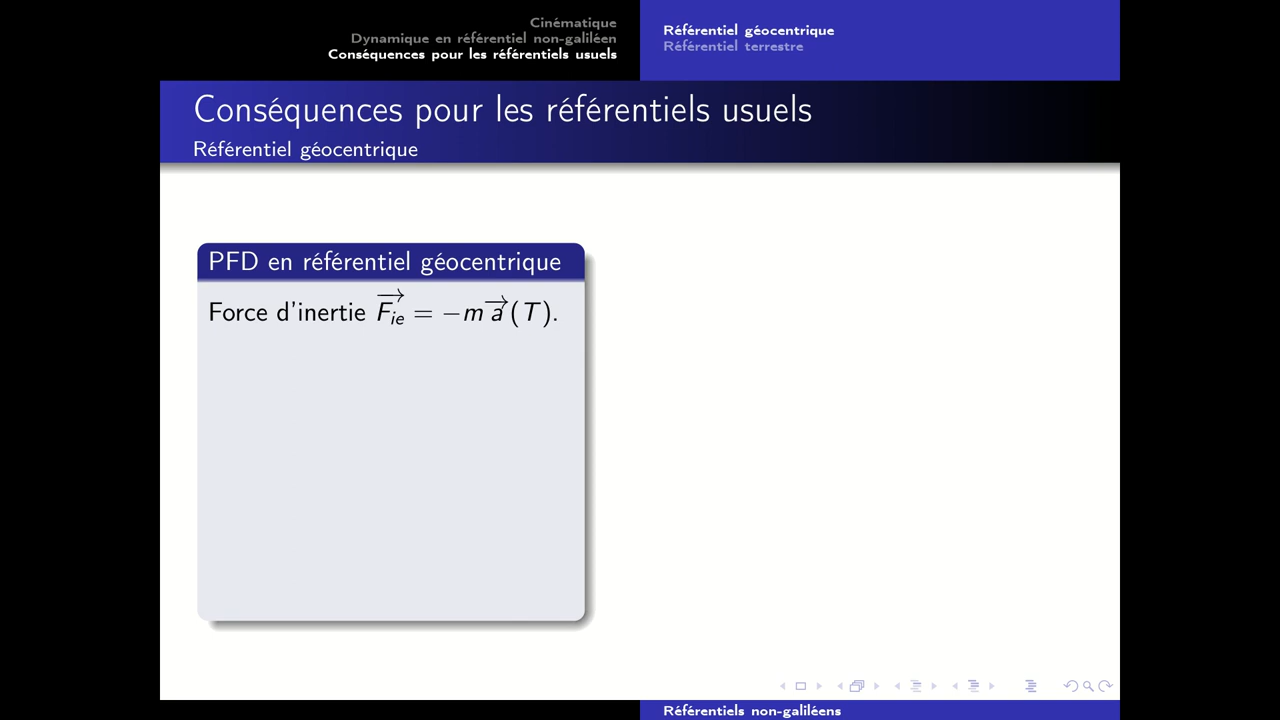 Cinématique
Dynamique en référentiel non-galiléen
Conséquences pour les référentiels usuels
Référentiel géocentrique
Référentiel terrestre
Conséquences pour les référentiels usuels
Référentiel géocentrique
PFD en référentiel géocentrique
Force d'inertie $\overrightarrow{F_{ie}} = -m\overrightarrow{a}(T)$.
Référentiels non-galiléens